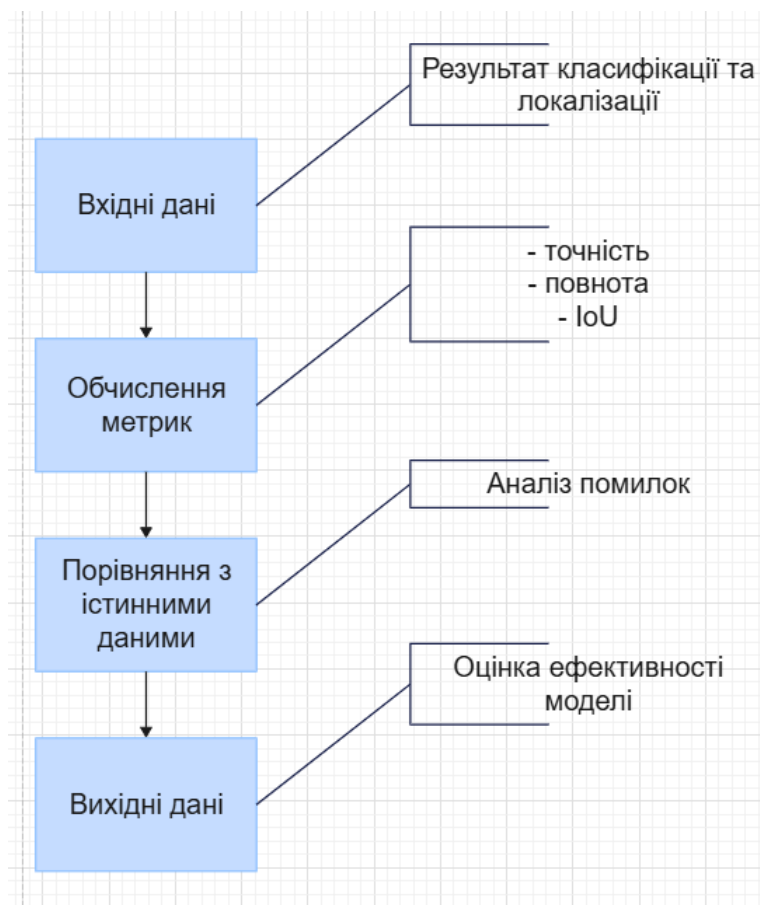 Результат класифікації та
локалізації
Вхідні дані
- точність
- повнота
- IoU
Обчислення
метрик
Аналіз помилок
Порівняння з
істинними
даними
Оцінка ефективності
моделі
Вихідні дані